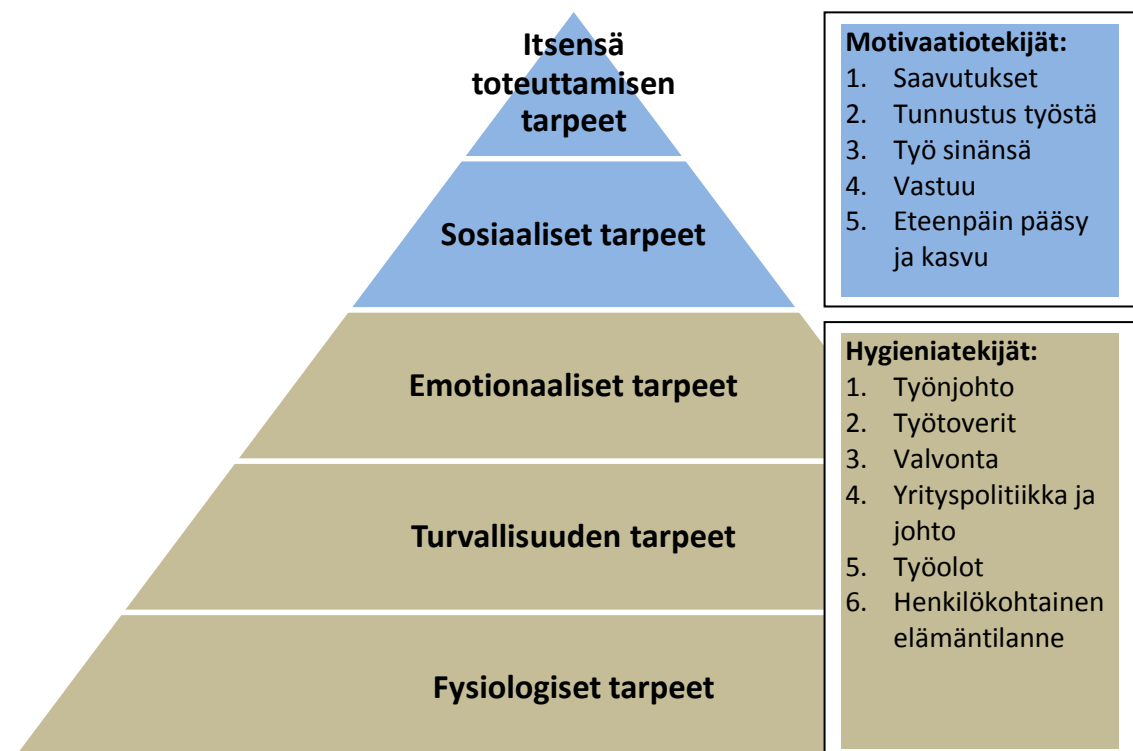 Itsensä
toteuttamisen
tarpeet
Sosiaaliset tarpeet
Emotionaaliset tarpeet
Turvallisuuden tarpeet
Fysiologiset tarpeet
Motivaatiotekijät:
1. Saavutukset
2. Tunnustus työstä
3. Työ sinänsä
4. Vastuu
5. Eteenpäin pääsy
ja kasvu
Hygieniatekijät:
1. Työnjohto
2. Työtoverit
3. Valvonta
4. Yrityspolitiikka ja
johto
5. Työolot
6. Henkilökohtainen
elämäntilanne